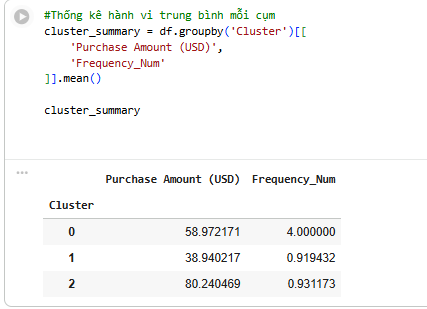 #Thống kê hành vi trung bình mỗi cụm
cluster_summary = df.groupby('Cluster')[[
    'Purchase Amount (USD)',
    'Frequency_Num'
]].mean()
cluster_summary
Purchase Amount (USD) Frequency_Num
Cluster
0 58.972171 4.000000
1 38.940217 0.919432
2 80.240469 0.931173